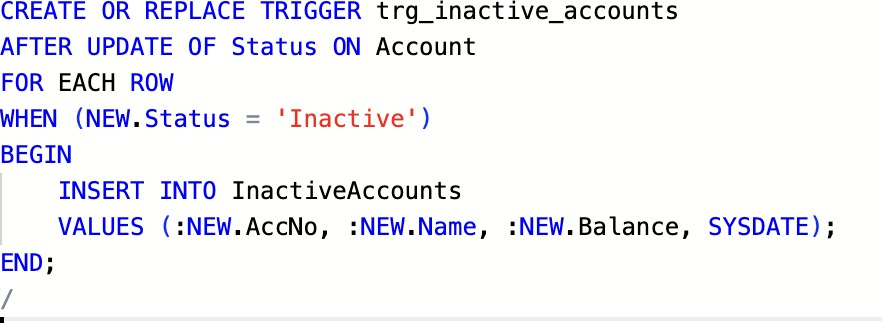 CREATE OR REPLACE TRIGGER trg_inactive_accounts
AFTER UPDATE OF Status ON Account
FOR EACH ROW
WHEN (NEW.Status = 'Inactive')
BEGIN
    INSERT INTO InactiveAccounts
    VALUES (:NEW.AccNo, :NEW.Name, :NEW.Balance, SYSDATE);
END;
/